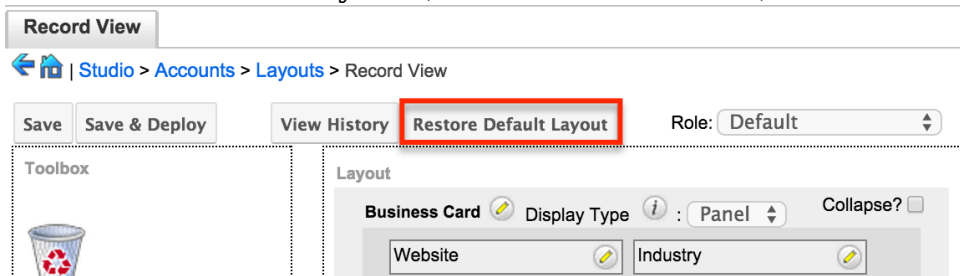 Record View
| Studio > Accounts > Layouts > Record View
Save Save & Deploy View History Restore Default Layout Role: Default
Toolbox
Layout
Business Card Display Type i : Panel Collapse?
Website Industry